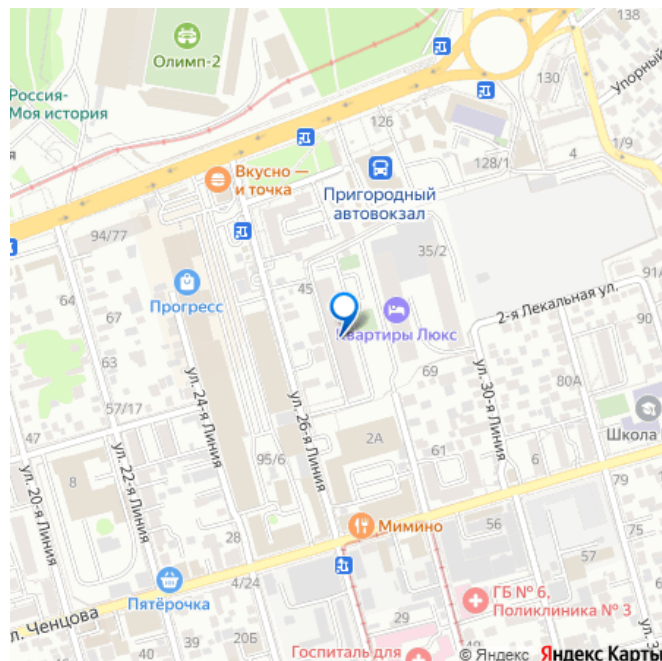 138
Олимп-2
Упорный
130
Россия-
Моя история
126
1/9
4
128/1
Вкусно —
и точка
Пригородный
автовокзал
94/77
35/2
91А
45
2-я Лекальная ул.
64
Прогресс
67
90
Квартиры Люкс
69
80А
ул. 24-я Линия
ул. 26-я Линия
ул. 30-я Линия
57/17
47
2А
Школа
ул. 22-я Линия
ул. 20-я Линия
95/6
61
6
8
79
75
Мимино
56
28
57
4/24
Пятёрочка
ГБ № 6,
Поликлиника № 3
л. Ченцова
29
20Б
Госпиталь для
© Яндекс Яндекс Карты